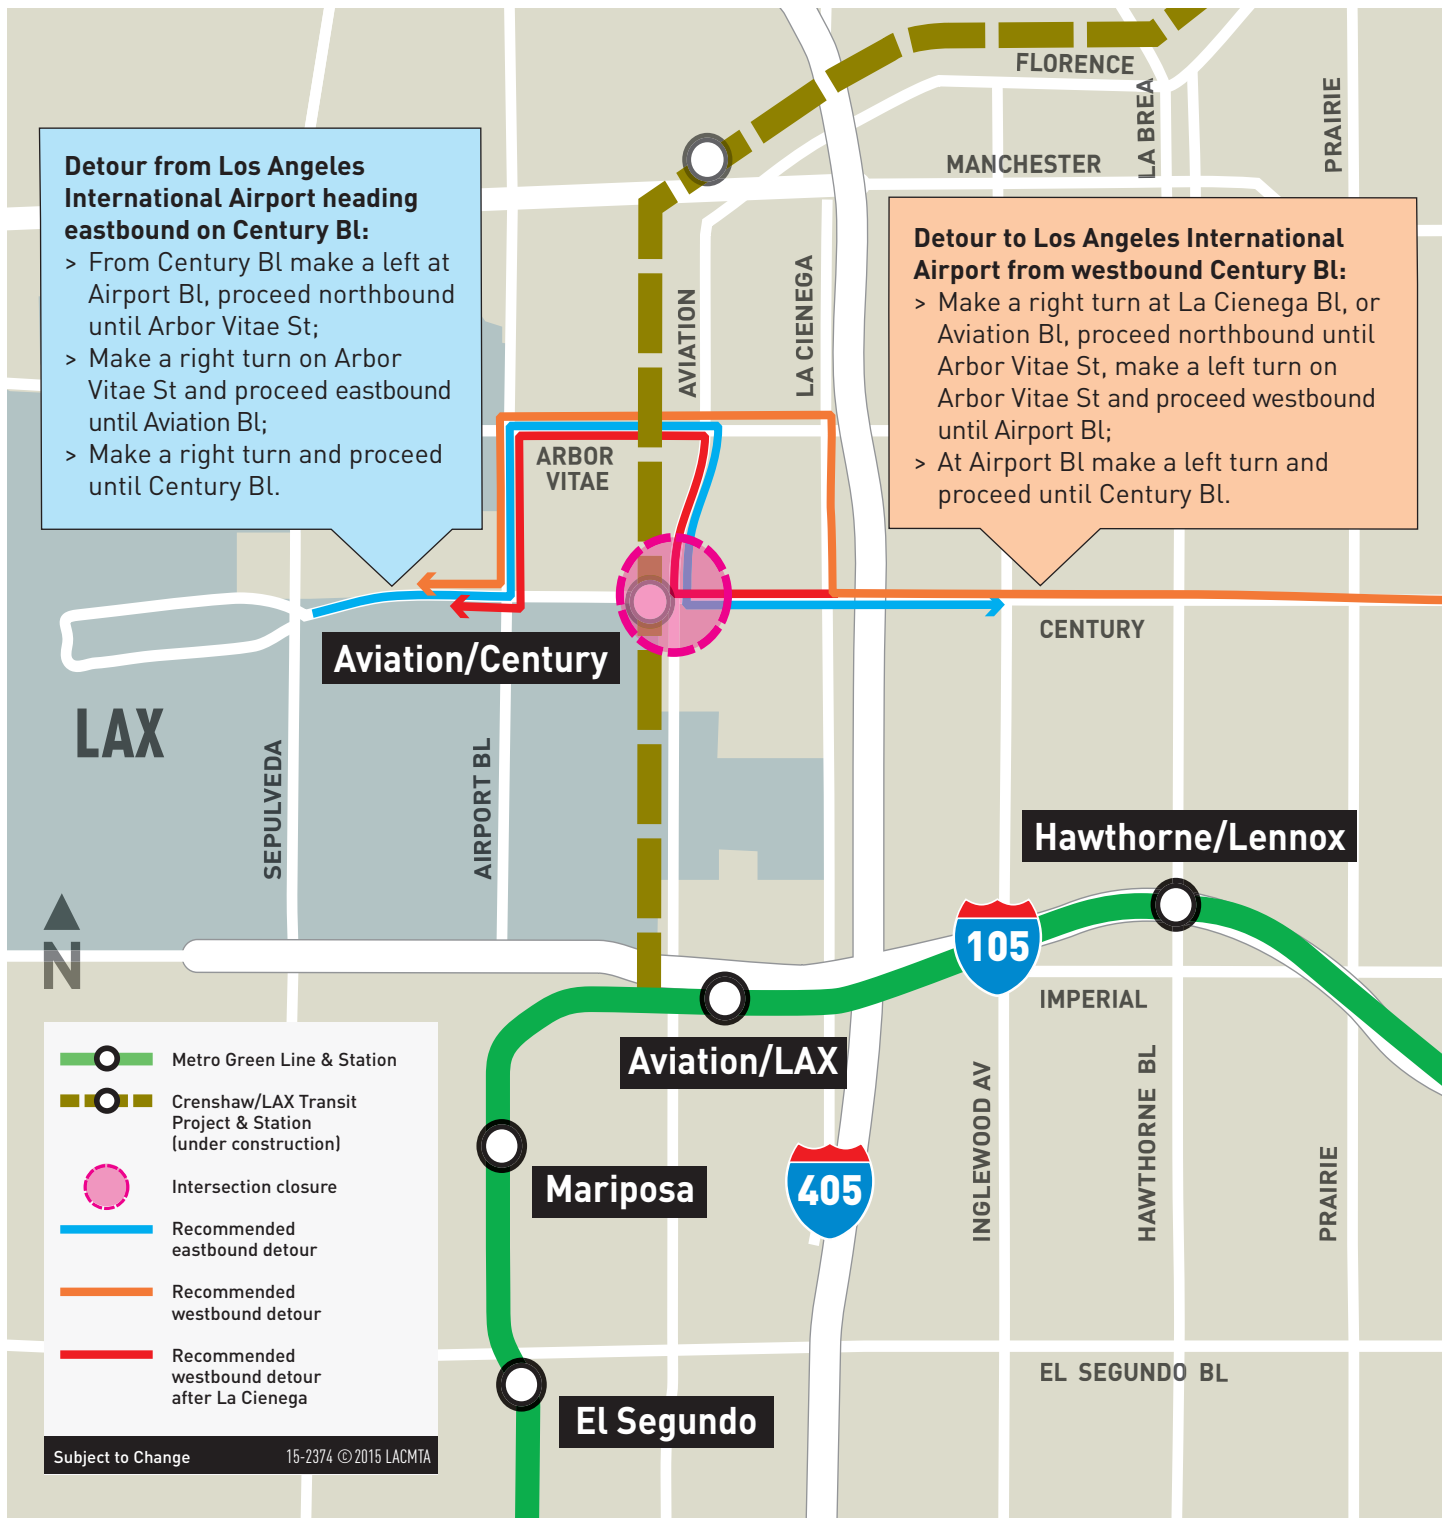 FLORENCE
LA BREA
PRAIRIE
MANCHESTER
Detour from Los Angeles
International Airport heading
eastbound on Century Bl:
> From Century Bl make a left at
Airport Bl, proceed northbound
until Arbor Vitae St;
> Make a right turn on Arbor
Vitae St and proceed eastbound
until Aviation Bl;
> Make a right turn and proceed
until Century Bl.
Detour to Los Angeles International
Airport from westbound Century Bl:
> Make a right turn at La Cienega Bl, or
Aviation Bl, proceed northbound until
Arbor Vitae St, make a left turn on
Arbor Vitae St and proceed westbound
until Airport Bl;
> At Airport Bl make a left turn and
proceed until Century Bl.
AVIATION
LA CIENEGA
ARBOR
VITAE
CENTURY
Aviation/Century
LAX
SEPULVEDA
AIRPORT BL
Hawthorne/Lennox
N
105
IMPERIAL
Aviation/LAX
INGLEWOOD AV
HAWTHORNE BL
PRAIRIE
Mariposa
405
EL SEGUNDO BL
El Segundo
Metro Green Line & Station
Crenshaw/LAX Transit
Project & Station
(under construction)
Intersection closure
Recommended
eastbound detour
Recommended
westbound detour
Recommended
westbound detour
after La Cienega
Subject to Change
15-2374 ©2015 LACMTA